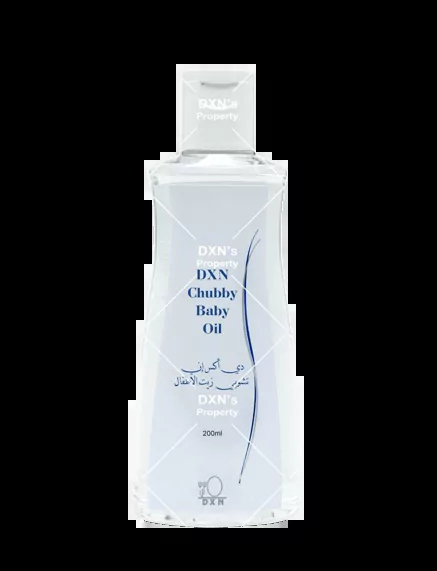 DXN's
Property
DXN's
Property
DXN
Chubby
Baby
Oil
دي أكس إن
تشوبي زيت الأطفال
DXN's
Property
200ml
DXN